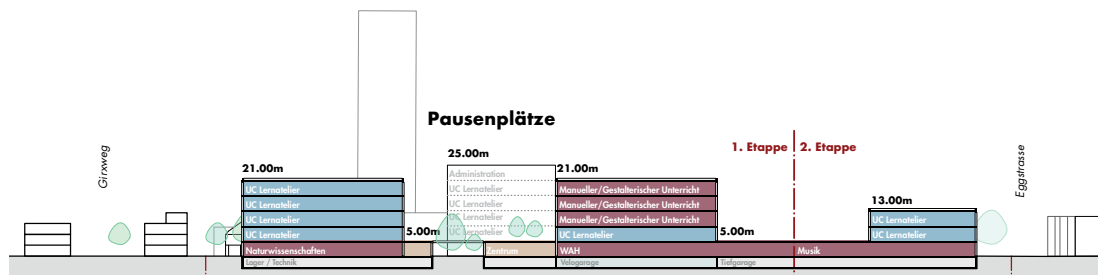 Pausenplätze
Girxweg
21.00m
25.00m
21.00m
1. Etappe
2. Etappe
Eggstrasse
13.00m
Administration
UC Lernatelier
UC Lernatelier
UC Lernatelier
UC Lernatelier
UC Lernatelier
UC Lernatelier
UC Lernatelier
UC Lernatelier
Manueller/Gestalterischer Unterricht
Manueller/Gestalterischer Unterricht
Manueller/Gestalterischer Unterricht
UC Lernatelier
UC Lernatelier
UC Lernatelier
5.00m
5.00m
Naturwissenschaften
Zentrum
WAH
Musik
Lager / Technik
Velogarage
Tiefgarage